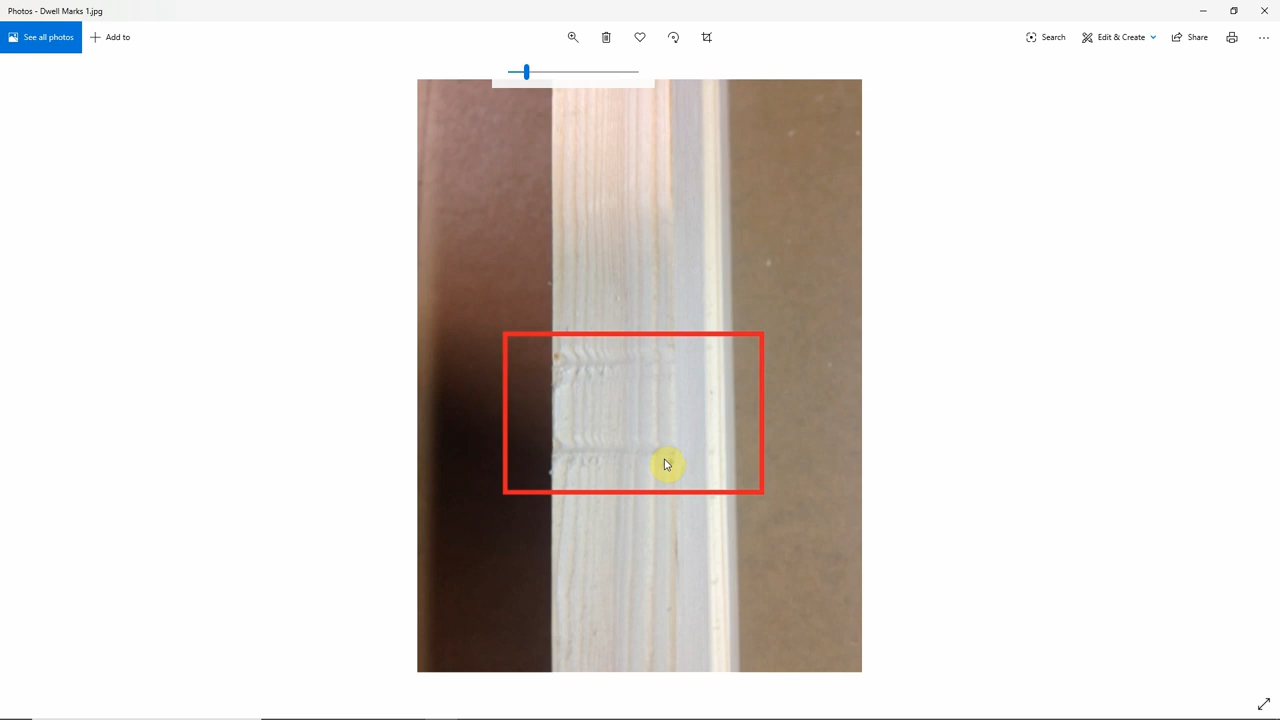 Photos - Dwell Marks 1.jpg
See all photos
Add to
Search
Edit & Create
Share